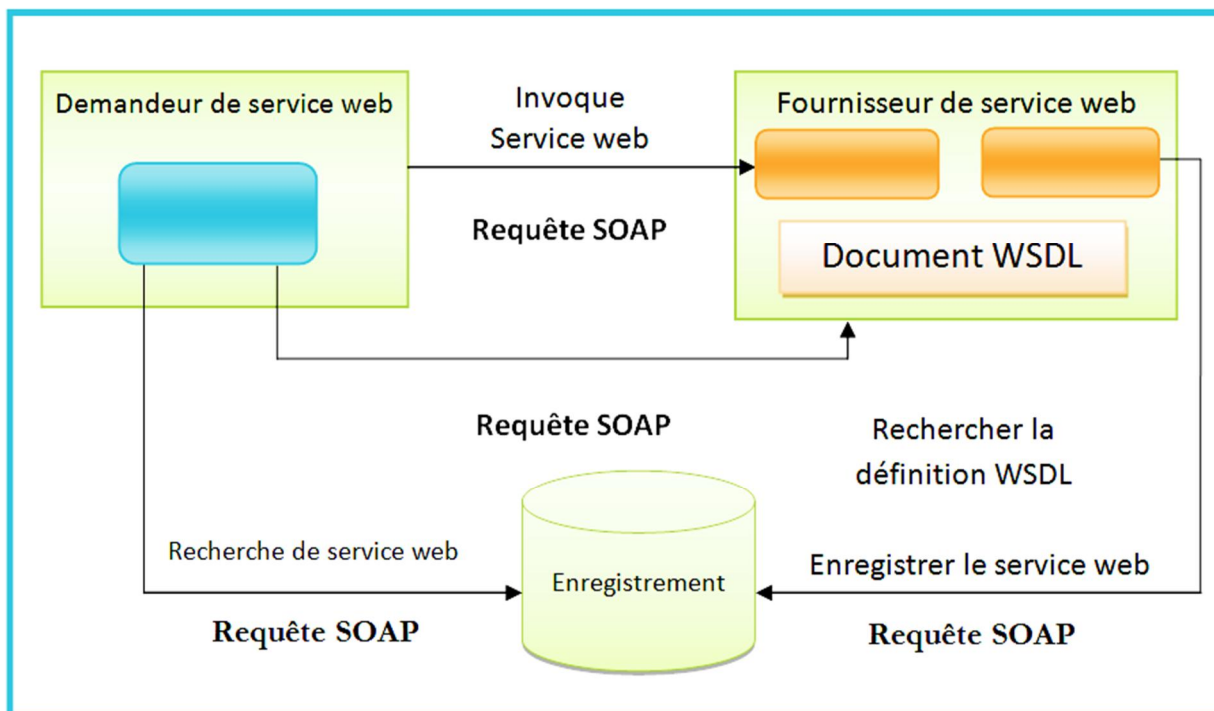 Demandeur de service web
Invoque
Service web
Fournisseur de service web
Requête SOAP
Document WSDL
Requête SOAP
Rechercher la
définition WSDL
Recherche de service web
Enregistrement
Enregistrer le service web
Requête SOAP
Requête SOAP